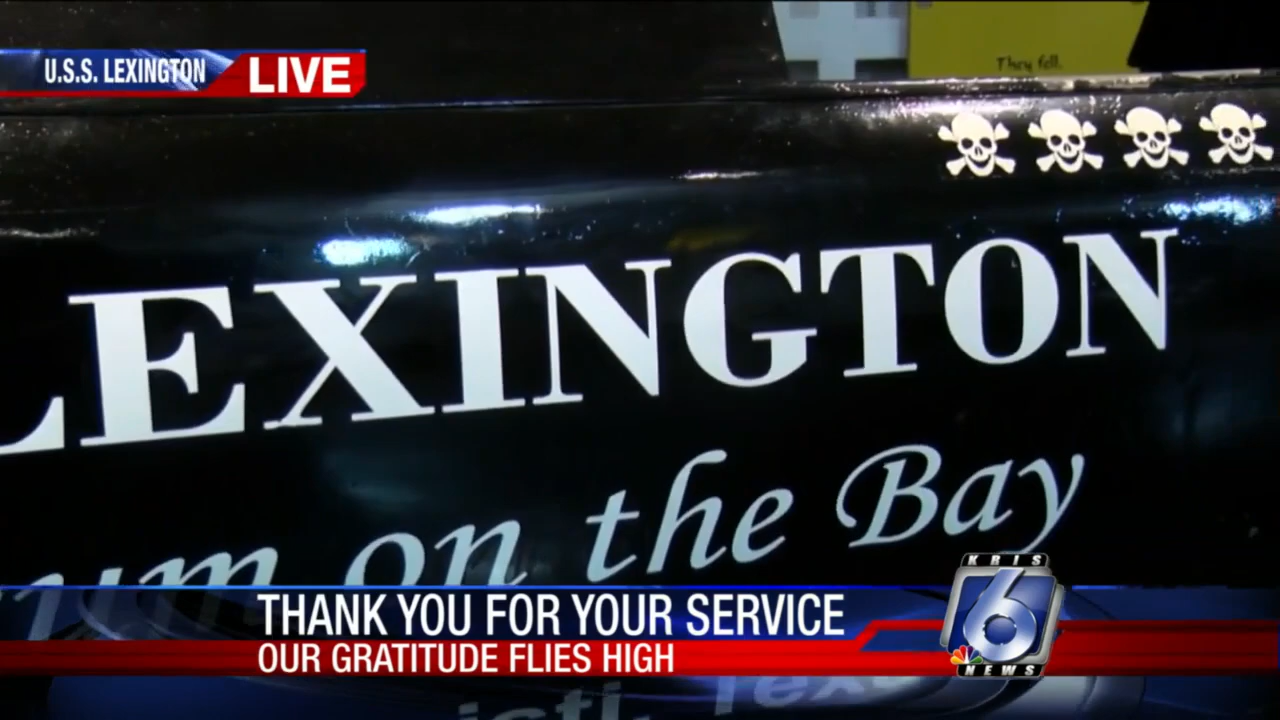 U.S.S. LEXINGTON
LIVE
They fell.
LEXINGTON
on the Bay
THANK YOU FOR YOUR SERVICE
OUR GRATITUDE FLIES HIGH
KRIS
6
NEWS